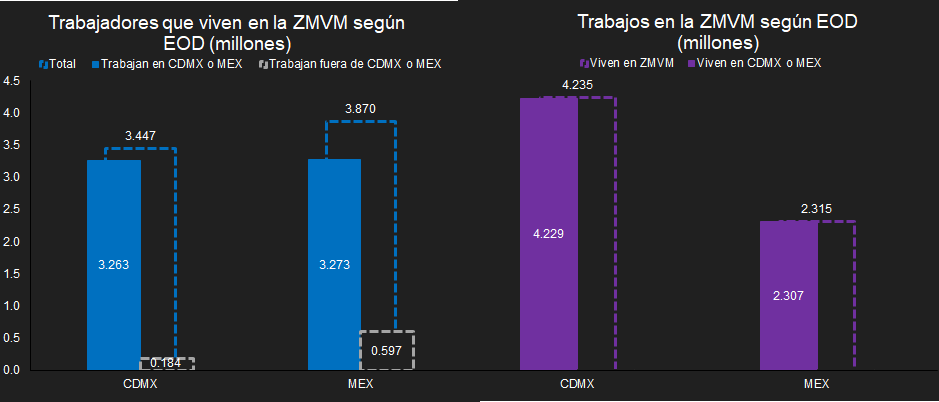 Trabajadores que viven en la ZMVM según
EOD (millones)
Total
Trabajan en CDMX o MEX
Trabajan fuera de CDMX o MEX
4.5
4.0
3.5
3.0
2.5
2.0
1.5
1.0
0.5
0.0
3.447
3.263
0.184
3.870
3.273
0.597
CDMX
MEX
Trabajos en la ZMVM según EOD
(millones)
Viven en ZMVM
Viven en CDMX o MEX
4.235
4.229
2.315
2.307
CDMX
MEX